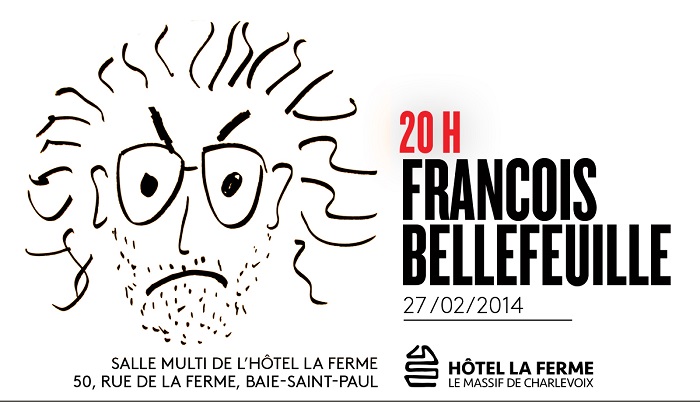 20 H
FRANCOIS
BELLEFEUILLE
27/02/2014
SALLE MULTI DE L'HÔTEL LA FERME
50, RUE DE LA FERME, BAIE-SAINT-PAUL
HÔTEL LA FERME
LE MASSIF DE CHARLEVOIX